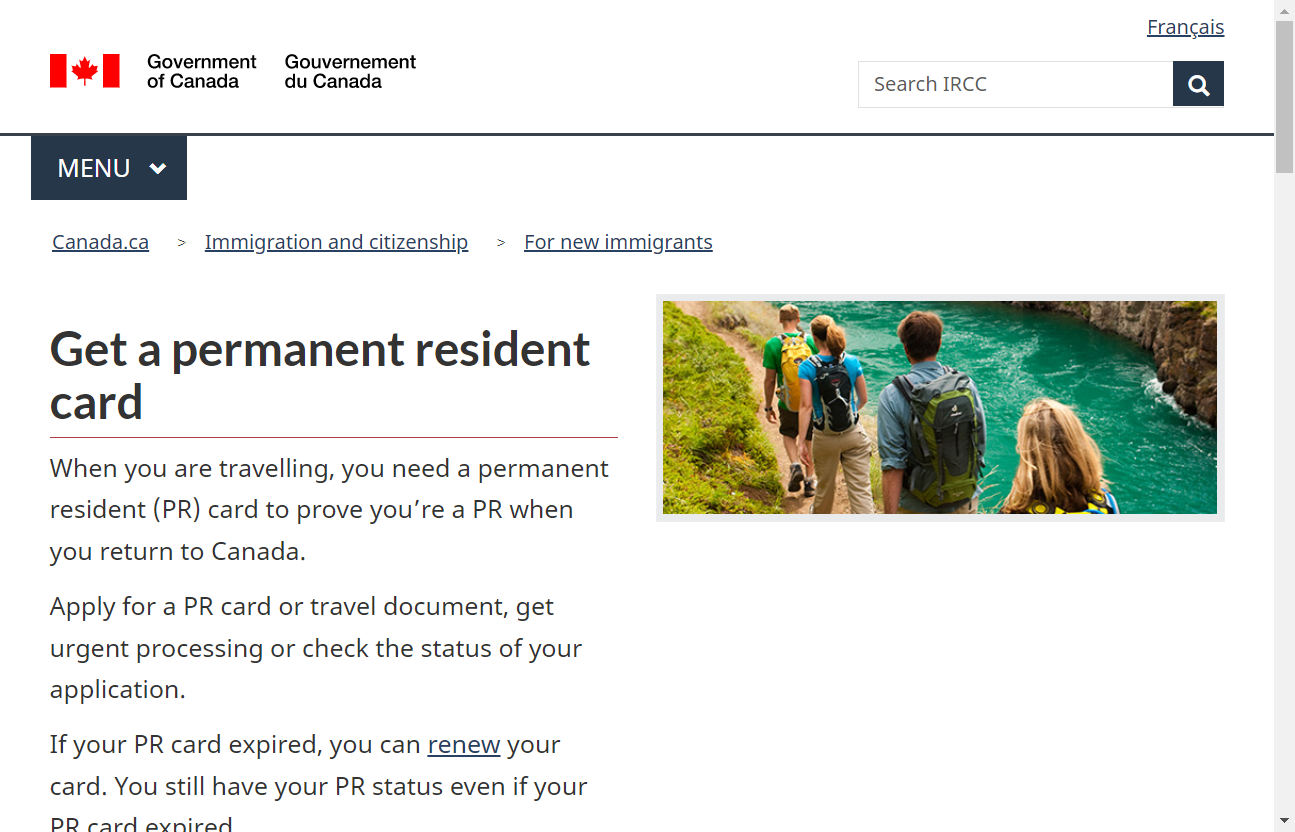 Français
Government
of Canada
Gouvernement
du Canada
Search IRCC
MENU
Canada.ca > Immigration and citizenship > For new immigrants
Get a permanent resident
card
When you are travelling, you need a permanent
resident (PR) card to prove you’re a PR when
you return to Canada.
Apply for a PR card or travel document, get
urgent processing or check the status of your
application.
If your PR card expired, you can renew your
card. You still have your PR status even if your
PR card expired.